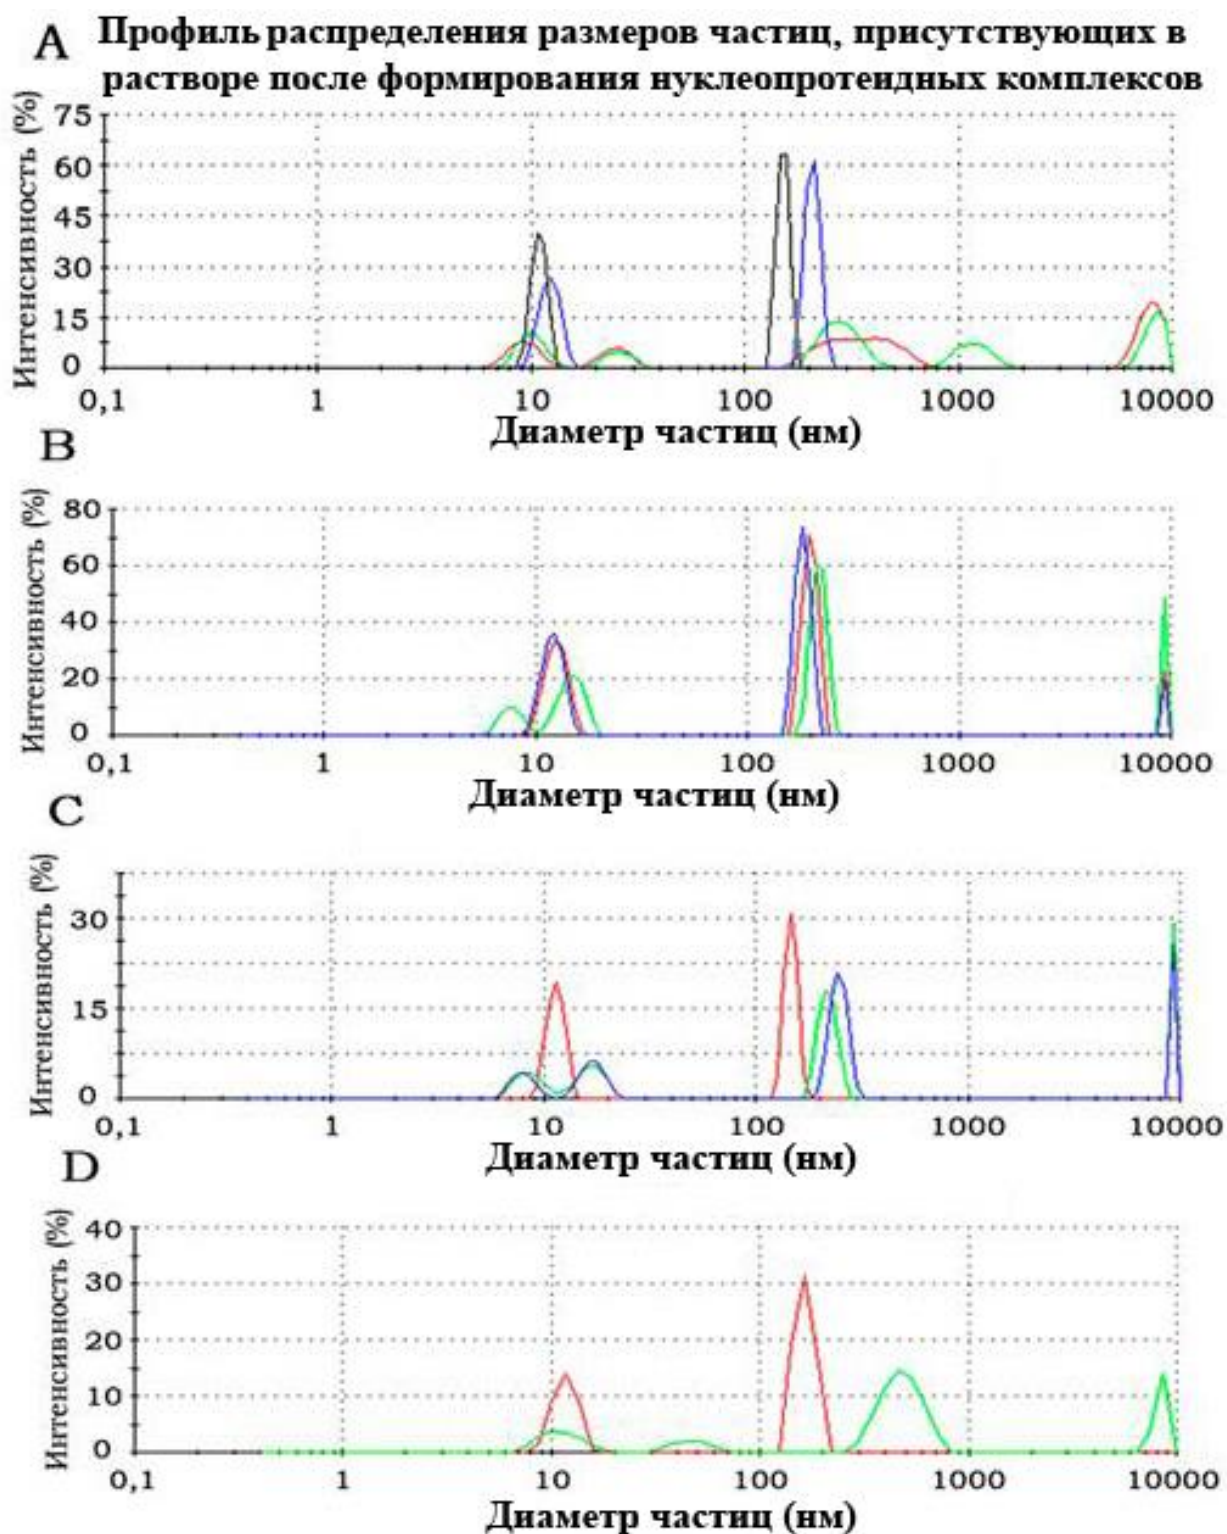 A Профиль распределения размеров частиц, присутствующих в
растворе после формирования нуклеопротеидных комплексов
Интенсивность (%)
75
60
45
30
15
0
0,1 1 10 100 1000 10000
Диаметр частиц (нм)
B
Интенсивность (%)
80
60
40
20
0
0,1 1 10 100 1000 10000
Диаметр частиц (нм)
C
Интенсивность (%)
30
15
0
0,1 1 10 100 1000 10000
Диаметр частиц (нм)
D
Интенсивность (%)
40
30
20
10
0
0,1 1 10 100 1000 10000
Диаметр частиц (нм)